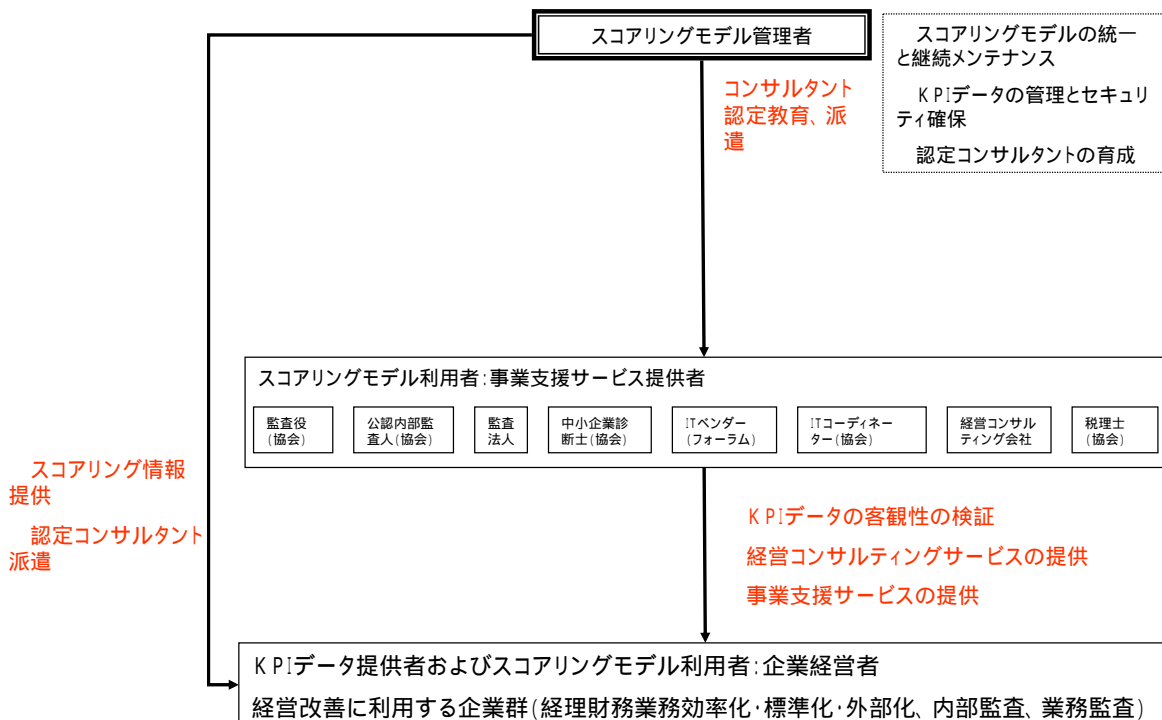 スコアリングモデル管理者
スコアリングモデルの統一
と継続メンテナンス
KPIデータの管理とセキュリ
ティ確保
認定コンサルタントの育成
コンサルタント
認定教育、派
遣
スコアリングモデル利用者:事業支援サービス提供者
監査役
(協会)
公認内部監
査人(協会)
監査
法人
中小企業診
断士(協会)
ITベンダー
(フォーラム)
ITコーディネー
ター(協会)
経営コンサル
ティング会社
税理士
(協会)
スコアリング情報
提供
認定コンサルタント
派遣
KPIデータの客観性の検証
経営コンサルティングサービスの提供
事業支援サービスの提供
KPIデータ提供者およびスコアリングモデル利用者:企業経営者
経営改善に利用する企業群(経理財務業務効率化・標準化・外部化、内部監査、業務監査)